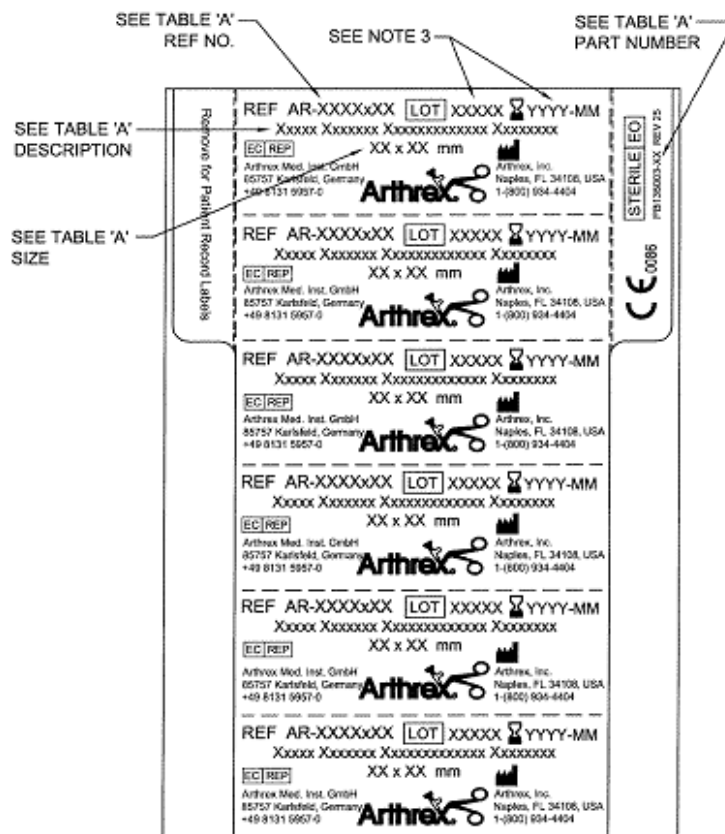 SEE TABLE 'A'
REF NO.
SEE NOTE 3
SEE TABLE 'A'
PART NUMBER
SEE TABLE 'A'
DESCRIPTION
SEE TABLE 'A'
SIZE
Remove for Patient Record Labels
REF AR-XXXXxXX LOT XXXXX YYYY-MM
Xxxxx Xxxxxxx Xxxxxxxxxxxxx Xxxxxxxx
EC REP XX x XX mm
Arthrex Med. Inst. GmbH
85757 Karlsfeld, Germany
+49 8131 5957-0
Arthrex
Arthrex, Inc.
Naples, FL 34108, USA
1-(800) 934-4404
REF AR-XXXXxXX LOT XXXXX YYYY-MM
Xxxxx Xxxxxxx Xxxxxxxxxxxxx Xxxxxxxx
EC REP XX x XX mm
Arthrex Med. Inst. GmbH
85757 Karlsfeld, Germany
+49 8131 5957-0
Arthrex
Arthrex, Inc.
Naples, FL 34108, USA
1-(800) 934-4404
REF AR-XXXXxXX LOT XXXXX YYYY-MM
Xxxxx Xxxxxxx Xxxxxxxxxxxxx Xxxxxxxx
EC REP XX x XX mm
Arthrex Med. Inst. GmbH
85757 Karlsfeld, Germany
+49 8131 5957-0
Arthrex
Arthrex, Inc.
Naples, FL 34108, USA
1-(800) 934-4404
REF AR-XXXXxXX LOT XXXXX YYYY-MM
Xxxxx Xxxxxxx Xxxxxxxxxxxxx Xxxxxxxx
EC REP XX x XX mm
Arthrex Med. Inst. GmbH
85757 Karlsfeld, Germany
+49 8131 5957-0
Arthrex
Arthrex, Inc.
Naples, FL 34108, USA
1-(800) 934-4404
REF AR-XXXXxXX LOT XXXXX YYYY-MM
Xxxxx Xxxxxxx Xxxxxxxxxxxxx Xxxxxxxx
EC REP XX x XX mm
Arthrex Med. Inst. GmbH
85757 Karlsfeld, Germany
+49 8131 5957-0
Arthrex
Arthrex, Inc.
Naples, FL 34108, USA
1-(800) 934-4404
REF AR-XXXXxXX LOT XXXXX YYYY-MM
Xxxxx Xxxxxxx Xxxxxxxxxxxxx Xxxxxxxx
EC REP XX x XX mm
Arthrex Med. Inst. GmbH
85757 Karlsfeld, Germany
+49 8131 5957-0
Arthrex
Arthrex, Inc.
Naples, FL 34108, USA
1-(800) 934-4404
STERILE EO
REV 25
CE 0086